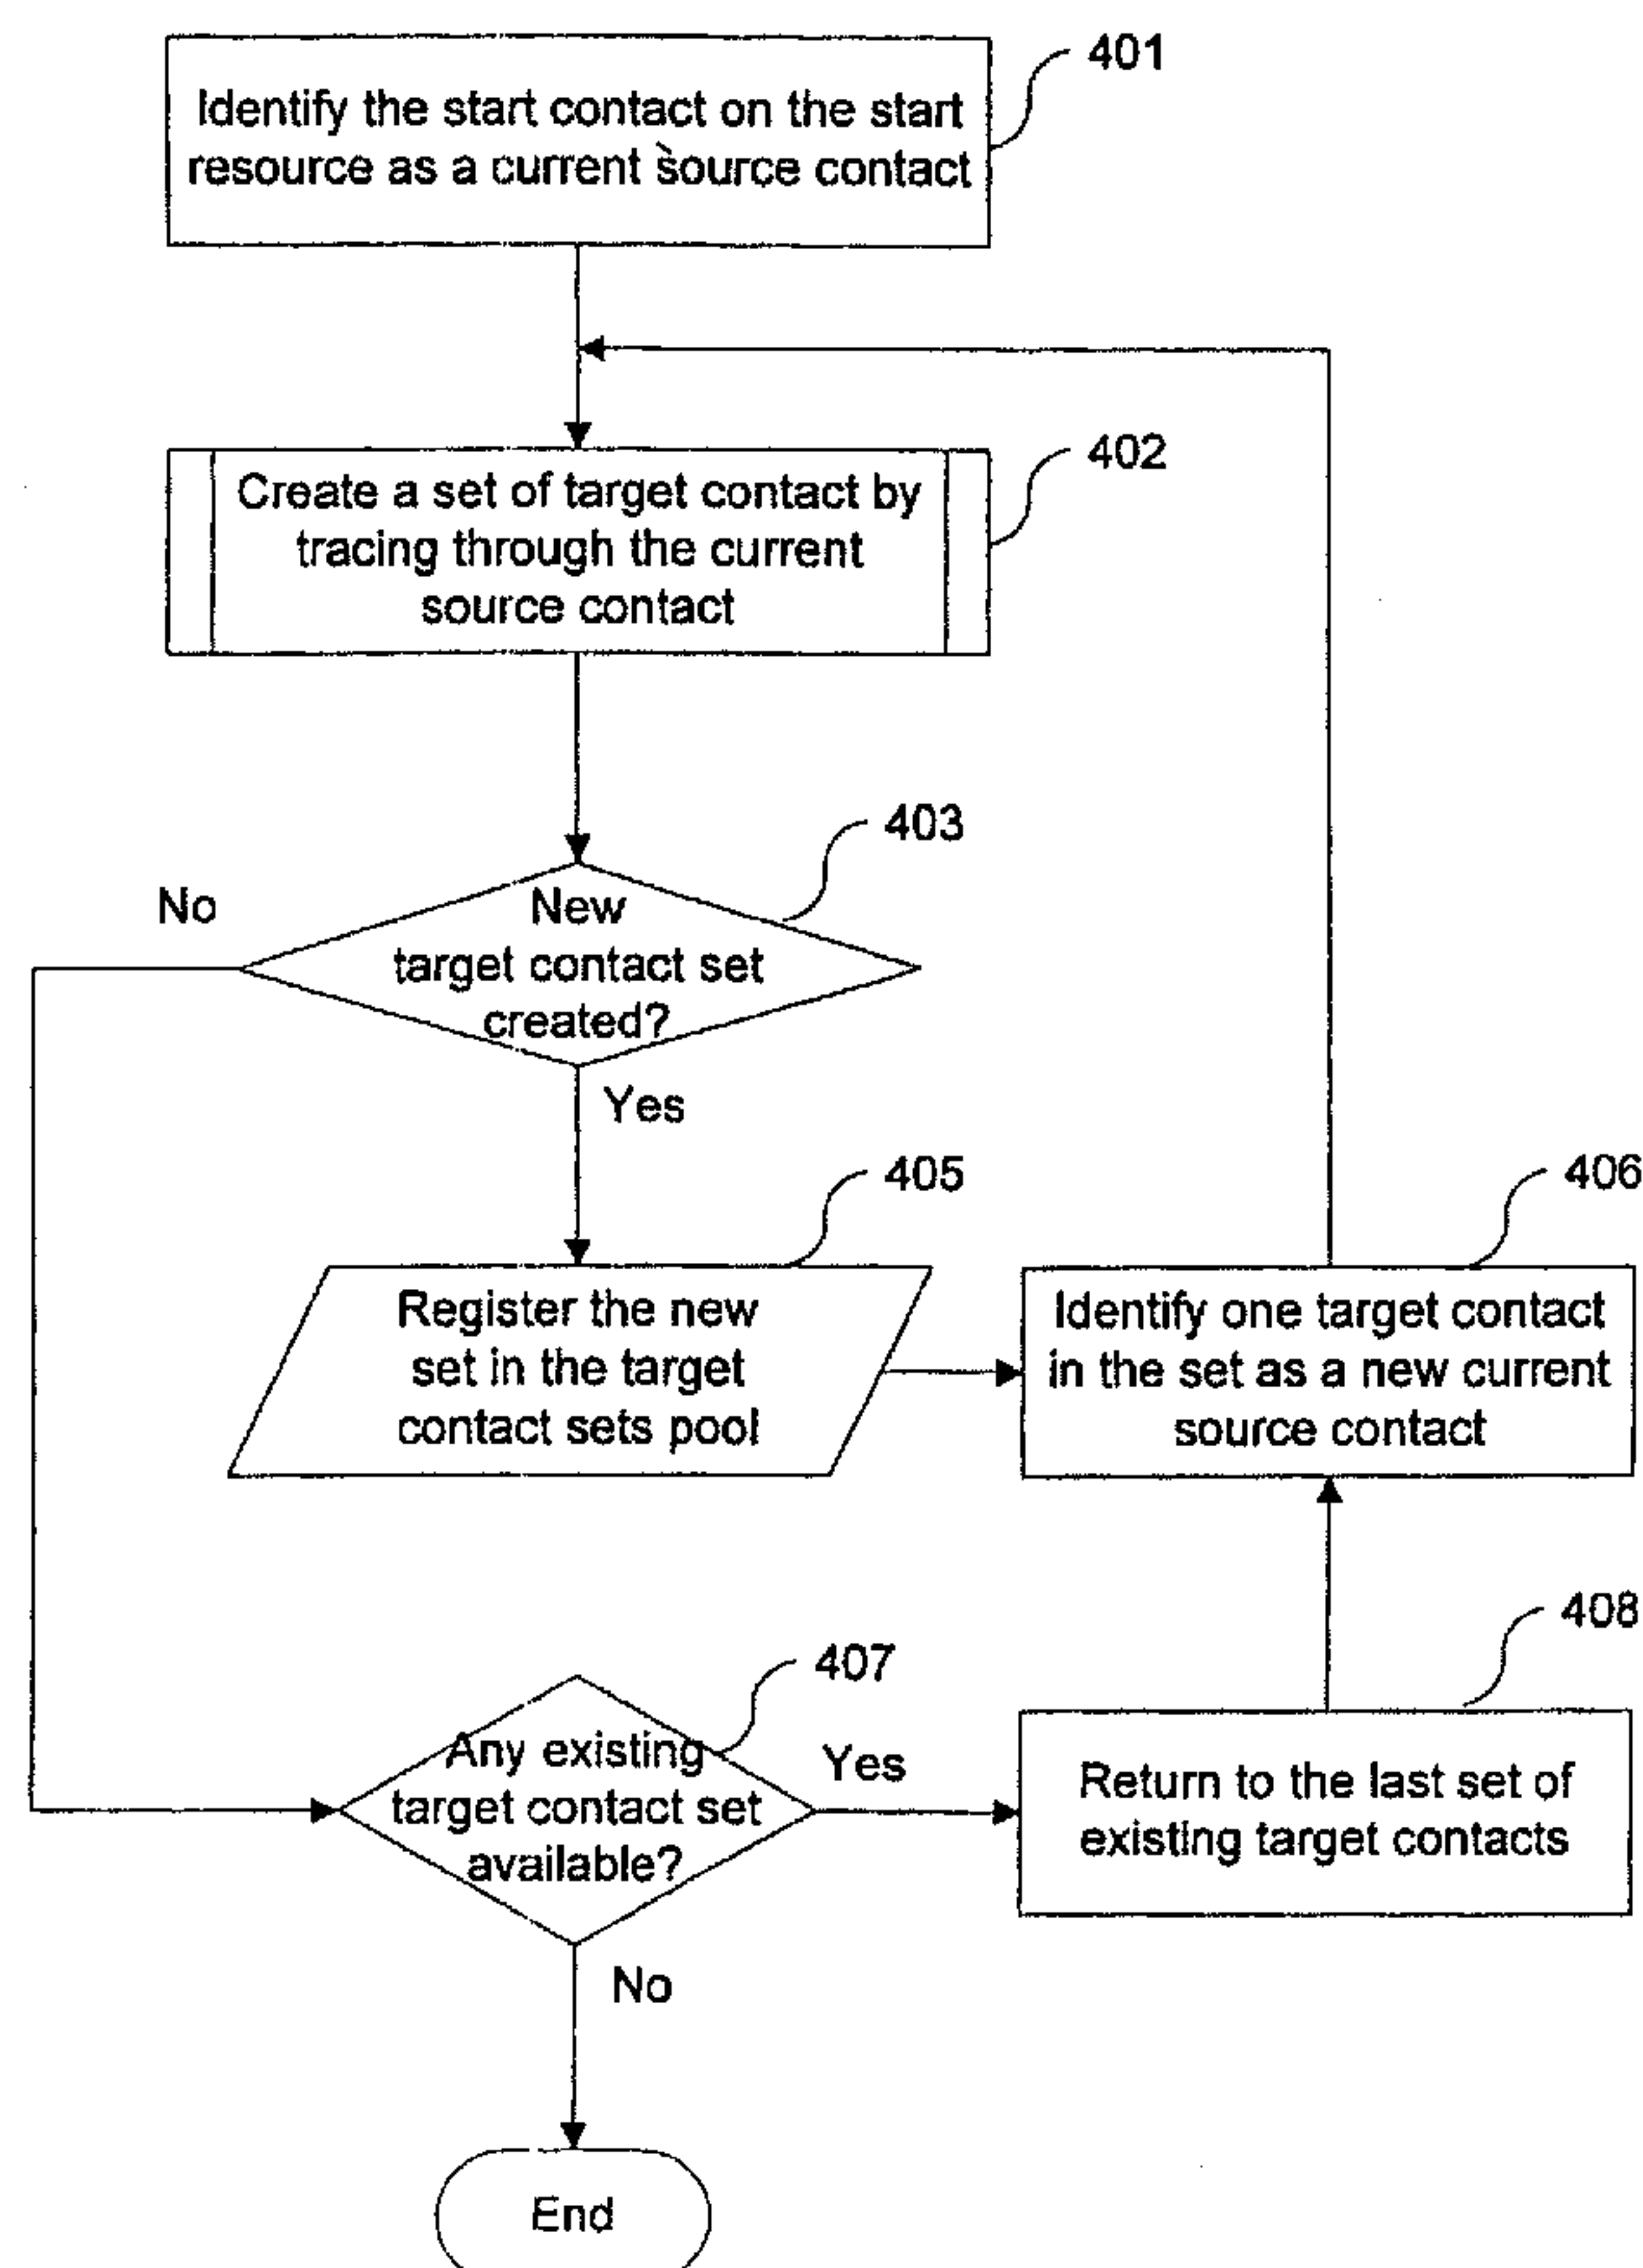 401
Identify the start contact on the start
resource as a current source contact
402
Create a set of target contact by
tracing through the current
source contact
403
No
New
target contact set
created?
Yes
405
406
Register the new
set in the target
contact sets pool
Identify one target contact
in the set as a new current
source contact
408
407
Any existing
target contact set
available?
Yes
Return to the last set of
existing target contacts
No
End